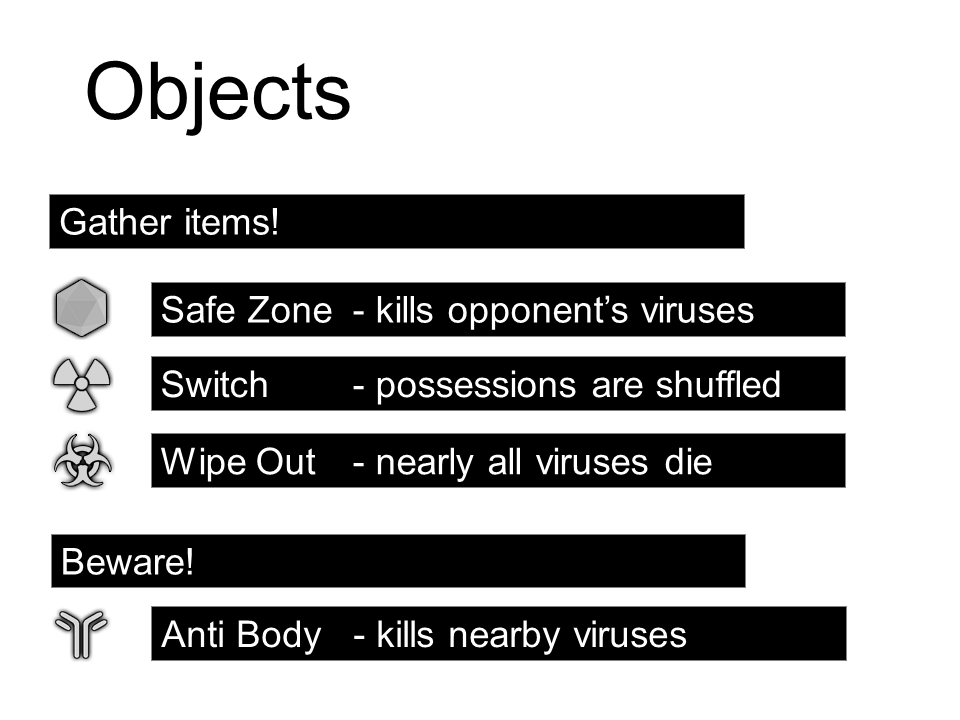 Objects
Gather items!
Safe Zone - kills opponent’s viruses
Switch - possessions are shuffled
Wipe Out - nearly all viruses die
Beware!
Anti Body - kills nearby viruses